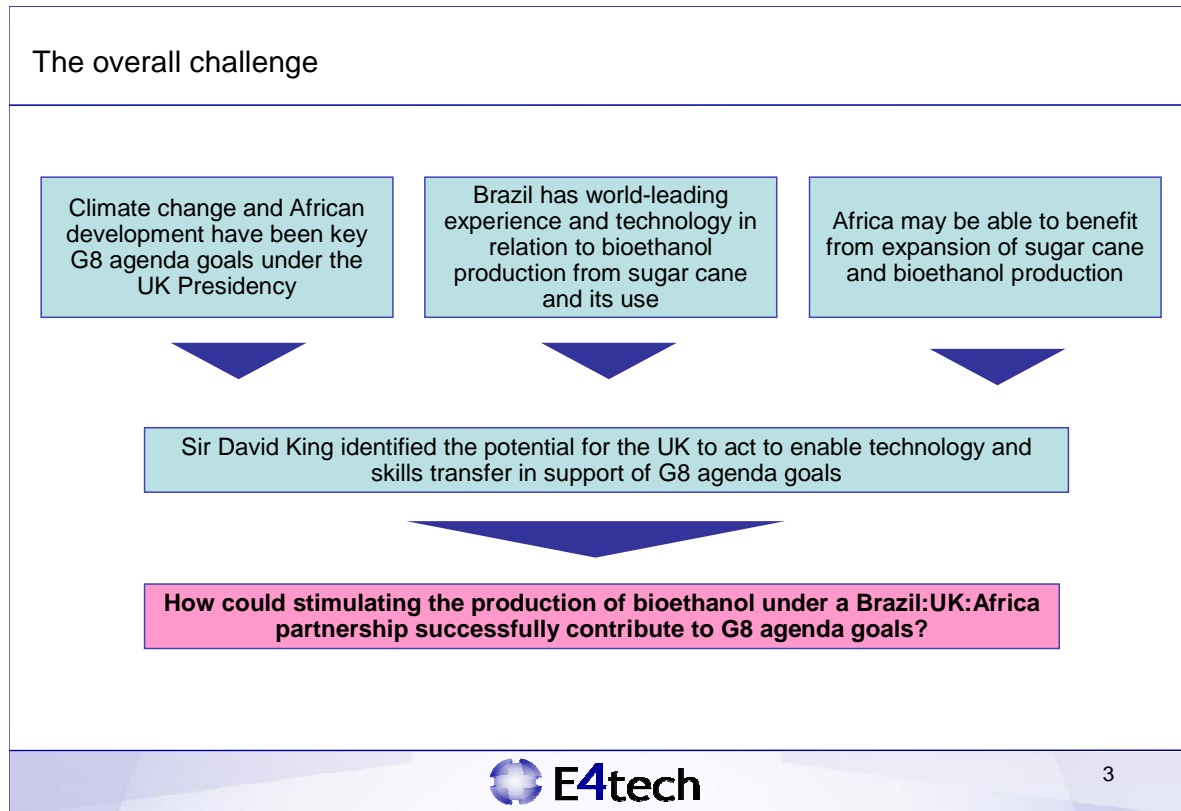 The overall challenge
Climate change and African
development have been key
G8 agenda goals under the
UK Presidency
Brazil has world-leading
experience and technology in
relation to bioethanol
production from sugar cane
and its use
Africa may be able to benefit
from expansion of sugar cane
and bioethanol production
Sir David King identified the potential for the UK to act to enable technology and
skills transfer in support of G8 agenda goals
How could stimulating the production of bioethanol under a Brazil:UK:Africa
partnership successfully contribute to G8 agenda goals?
E4tech
3